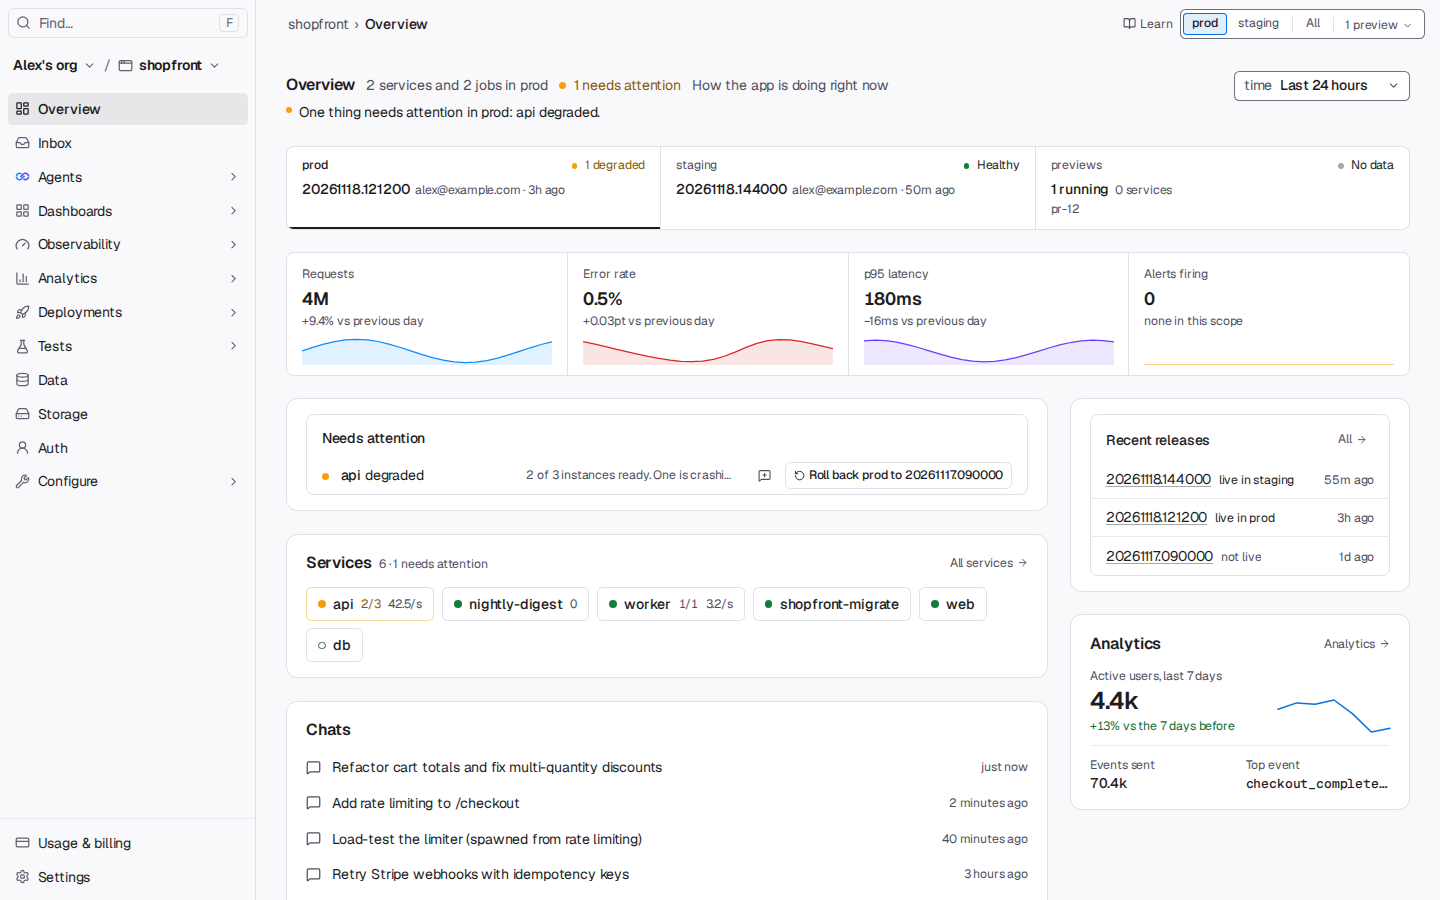 Find...
F
Alex's org / shopfront
Overview
Inbox
Agents
Dashboards
Observability
Analytics
Deployments
Tests
Data
Storage
Auth
Configure
Usage & billing
Settings
shopfront › Overview
Learn
prod staging All 1 preview
Overview 2 services and 2 jobs in prod 1 needs attention How the app is doing right now
time Last 24 hours
One thing needs attention in prod: api degraded.
prod 1 degraded
20261118.121200 alex@example.com · 3h ago
staging Healthy
20261118.144000 alex@example.com · 50m ago
previews No data
1 running 0 services
pr-12
Requests
4M
+9.4% vs previous day
Error rate
0.5%
+0.03pt vs previous day
p95 latency
180ms
−16ms vs previous day
Alerts firing
0
none in this scope
Needs attention
api degraded 2 of 3 instances ready. One is crashi... Roll back prod to 20261117.090000
Services 6 · 1 needs attention All services →
api 2/3 42.5/s
nightly-digest 0
worker 1/1 3.2/s
shopfront-migrate
web
db
Chats
Refactor cart totals and fix multi-quantity discounts just now
Add rate limiting to /checkout 2 minutes ago
Load-test the limiter (spawned from rate limiting) 40 minutes ago
Retry Stripe webhooks with idempotency keys 3 hours ago
Recent releases All →
20261118.144000 live in staging 55m ago
20261118.121200 live in prod 3h ago
20261117.090000 not live 1d ago
Analytics Analytics →
Active users, last 7 days
4.4k
+13% vs the 7 days before
Events sent
70.4k
Top event
checkout_complete...